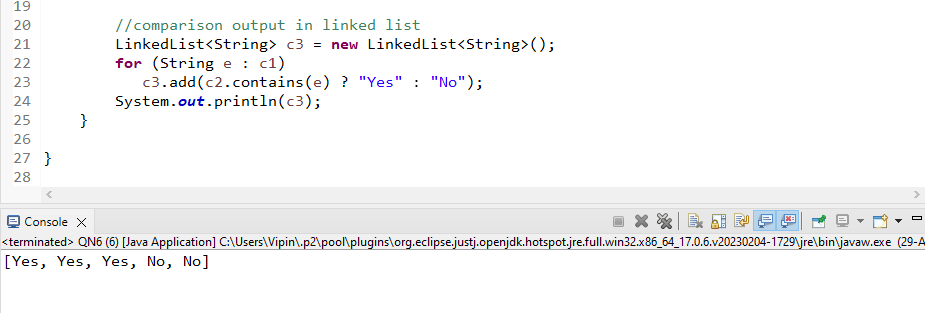 19
20 //comparison output in linked list
21 LinkedList<String> c3 = new LinkedList<String>();
22 for (String e : c1)
23 c3.add(c2.contains(e) ? "Yes" : "No");
24 System.out.println(c3);
25 }
26
27 }
28
Console
<terminated> QN6 (6) [Java Application] C:\Users\Vipin\.p2\pool\plugins\org.eclipse.justj.openjdk.hotspot.jre.full.win32.x86_64_17.0.6.v20230204-1729\jre\bin\javaw.exe (29-A
[Yes, Yes, Yes, No, No]